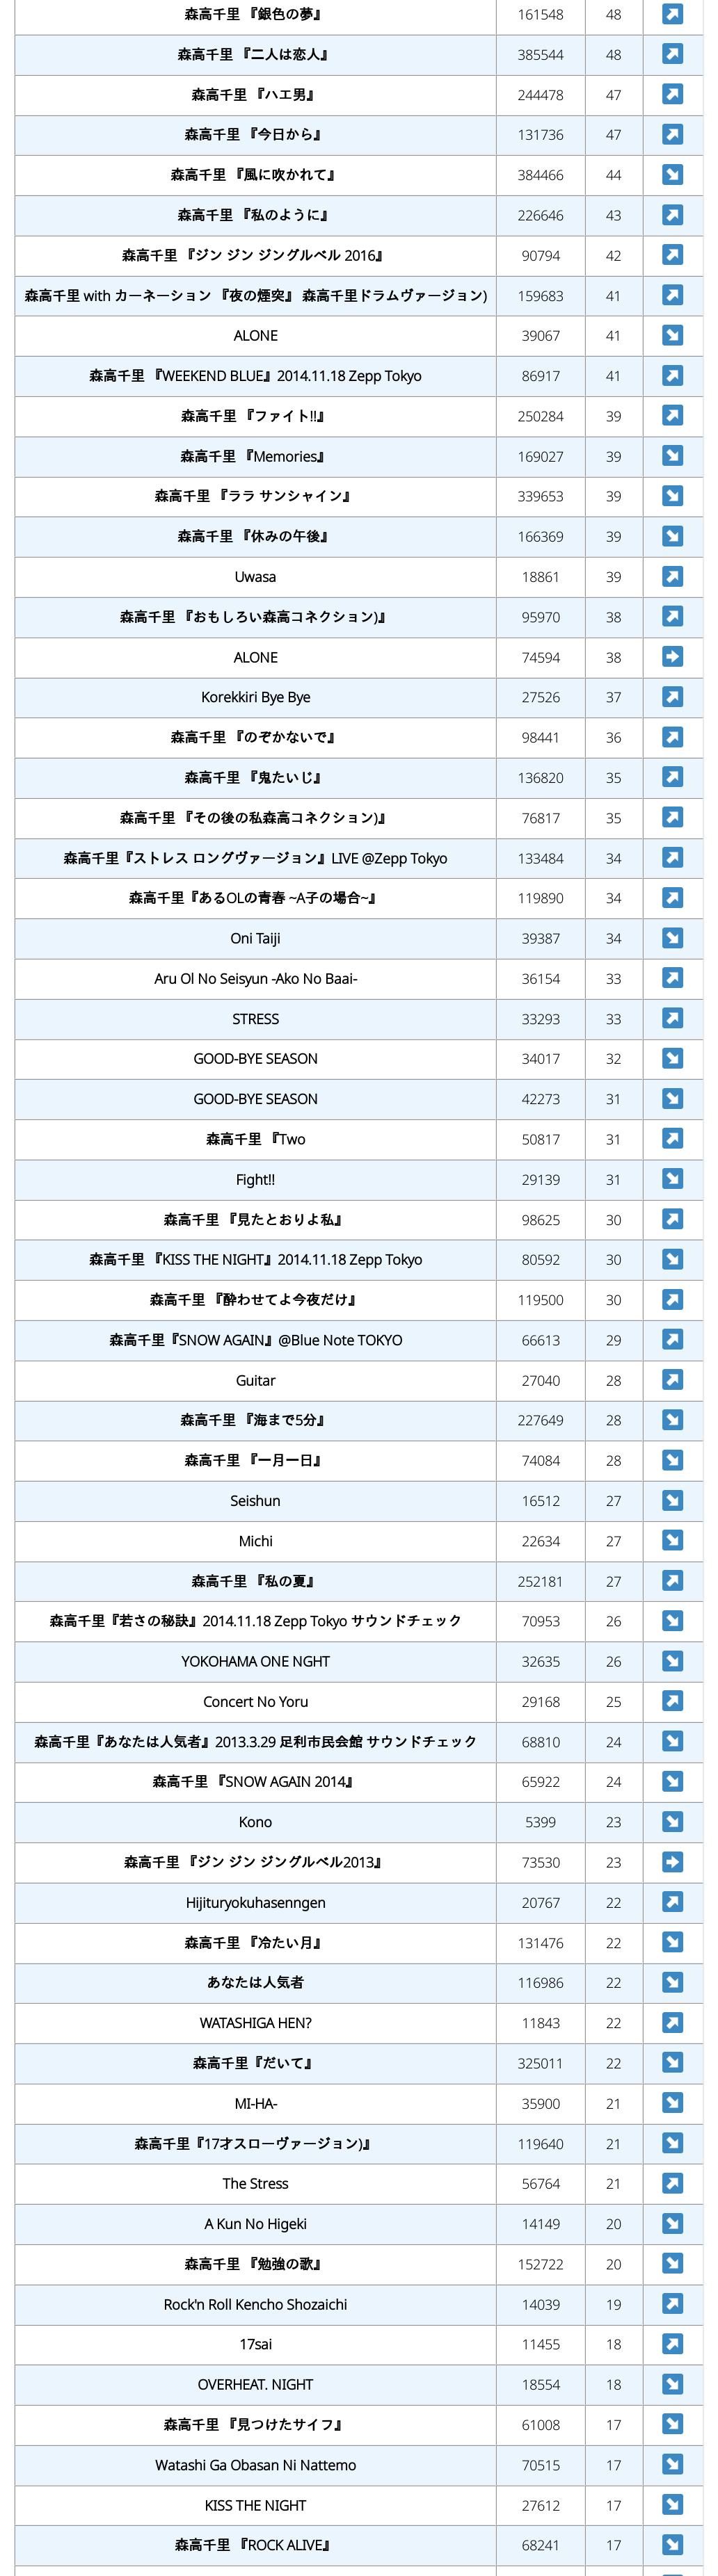 森高千里 『銀色の夢』 161548 48 ↗
森高千里 『二人は恋人』 385544 48 ↗
森高千里 『ハエ男』 244478 47 ↗
森高千里 『今日から』 131736 47 ↗
森高千里 『風に吹かれて』 384466 44 ↘
森高千里 『私のように』 226646 43 ↗
森高千里 『ジン ジン ジングルベル 2016』 90794 42 ↗
森高千里 with カーネーション 『夜の煙突』 森高千里ドラムヴァージョン) 159683 41 ↗
ALONE 39067 41 ↘
森高千里 『WEEKEND BLUE』2014.11.18 Zepp Tokyo 86917 41 ↗
森高千里 『ファイト!!』 250284 39 ↗
森高千里 『Memories』 169027 39 ↘
森高千里 『ララ サンシャイン』 339653 39 ↘
森高千里 『休みの午後』 166369 39 ↘
Uwasa 18861 39 ↗
森高千里 『おもしろい森高コネクション)』 95970 38 ↗
ALONE 74594 38 ➡
Korekkiri Bye Bye 27526 37 ↗
森高千里 『のぞかないで』 98441 36 ↗
森高千里 『鬼たいじ』 136820 35 ↗
森高千里 『その後の私森高コネクション)』 76817 35 ↗
森高千里『ストレス ロングヴァージョン』LIVE @Zepp Tokyo 133484 34 ↗
森高千里『あるOLの青春 ~A子の場合~』 119890 34 ↗
Oni Taiji 39387 34 ↘
Aru Ol No Seisyun -Ako No Baai- 36154 33 ↗
STRESS 33293 33 ↗
GOOD-BYE SEASON 34017 32 ↘
GOOD-BYE SEASON 42273 31 ↘
森高千里 『Two 50817 31 ↗
Fight!! 29139 31 ↘
森高千里 『見たとおりよ私』 98625 30 ↗
森高千里 『KISS THE NIGHT』2014.11.18 Zepp Tokyo 80592 30 ↘
森高千里 『酔わせてよ今夜だけ』 119500 30 ↗
森高千里『SNOW AGAIN』@Blue Note TOKYO 66613 29 ↗
Guitar 27040 28 ↗
森高千里 『海まで5分』 227649 28 ↘
森高千里 『一月一日』 74084 28 ↘
Seishun 16512 27 ↘
Michi 22634 27 ↘
森高千里 『私の夏』 252181 27 ↗
森高千里『若さの秘訣』2014.11.18 Zepp Tokyo サウンドチェック 70953 26 ↘
YOKOHAMA ONE NGHT 32635 26 ↘
Concert No Yoru 29168 25 ↗
森高千里『あなたは人気者』2013.3.29 足利市民会館 サウンドチェック 68810 24 ↘
森高千里 『SNOW AGAIN 2014』 65922 24 ↘
Kono 5399 23 ↘
森高千里 『ジン ジン ジングルベル2013』 73530 23 ➡
Hijituryokuhasenngen 20767 22 ↗
森高千里 『冷たい月』 131476 22 ↘
あなたは人気者 116986 22 ↘
WATASHIGA HEN? 11843 22 ↗
森高千里『だいて』 325011 22 ↘
MI-HA- 35900 21 ↘
森高千里『17才スローヴァージョン)』 119640 21 ↘
The Stress 56764 21 ↗
A Kun No Higeki 14149 20 ↘
森高千里 『勉強の歌』 152722 20 ↘
Rock'n Roll Kencho Shozaichi 14039 19 ↗
17sai 11455 18 ↗
OVERHEAT. NIGHT 18554 18 ↘
森高千里 『見つけたサイフ』 61008 17 ↘
Watashi Ga Obasan Ni Nattemo 70515 17 ↘
KISS THE NIGHT 27612 17 ↘
森高千里 『ROCK ALIVE』 68241 17 ↘